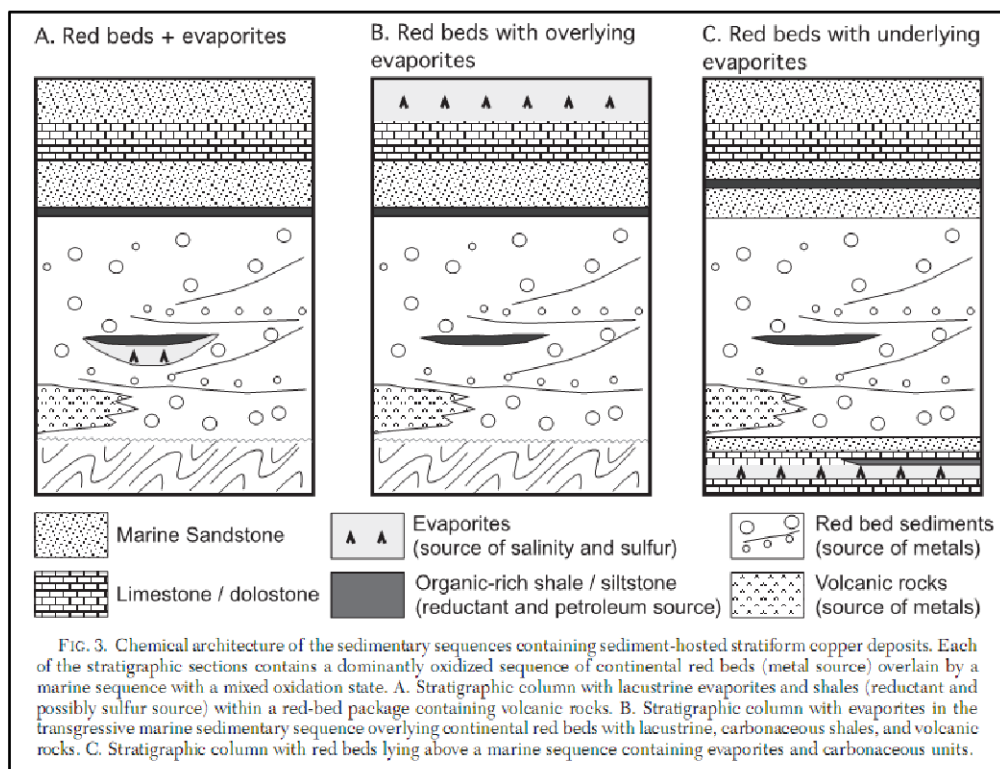 A. Red beds + evaporites
B. Red beds with overlying
evaporites
C. Red beds with underlying
evaporites
Marine Sandstone
Evaporites
(source of salinity and sulfur)
Red bed sediments
(source of metals)
Limestone / dolostone
Organic-rich shale / siltstone
(reductant and petroleum source)
Volcanic rocks
(source of metals)
FIG. 3. Chemical architecture of the sedimentary sequences containing sediment-hosted stratiform copper deposits. Each
of the stratigraphic sections contains a dominantly oxidized sequence of continental red beds (metal source) overlain by a
marine sequence with a mixed oxidation state. A. Stratigraphic column with lacustrine evaporites and shales (reductant and
possibly sulfur source) within a red-bed package containing volcanic rocks. B. Stratigraphic column with evaporites in the
transgressive marine sedimentary sequence overlying continental red beds with lacustrine, carbonaceous shales, and volcanic
rocks. C. Stratigraphic column with red beds lying above a marine sequence containing evaporites and carbonaceous units.